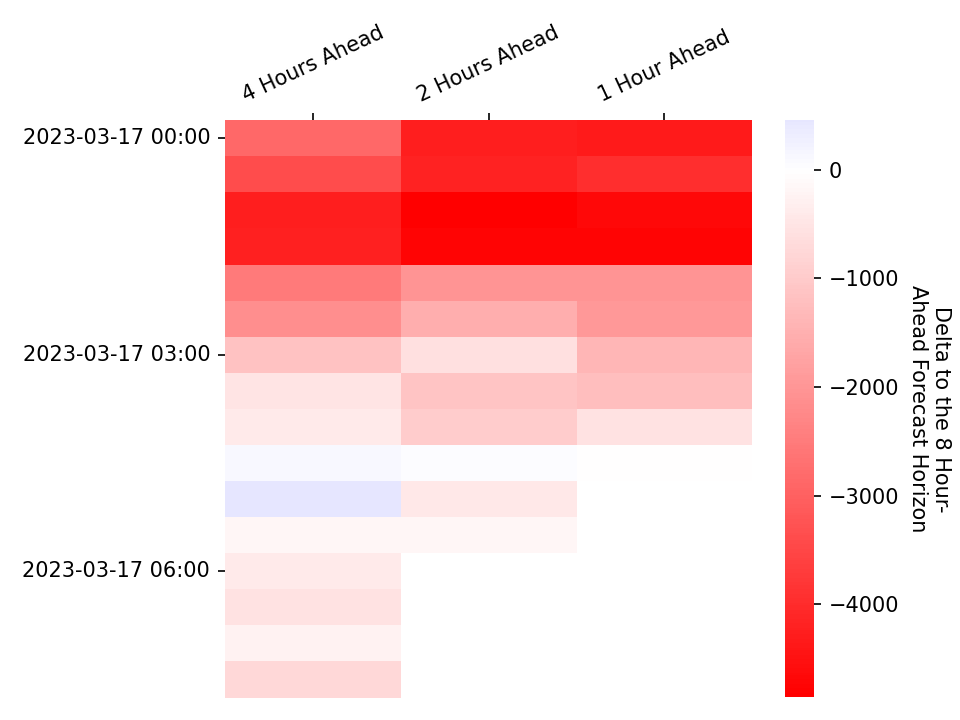 4 Hours Ahead
2 Hours Ahead
1 Hour Ahead
2023-03-17 00:00
2023-03-17 03:00
2023-03-17 06:00
0
−1000
−2000
−3000
−4000
Delta to the 8 Hour-
Ahead Forecast Horizon